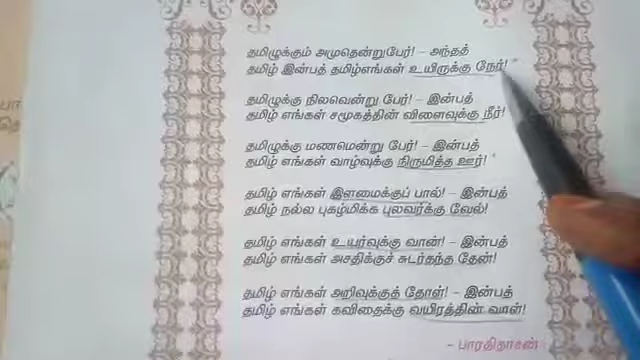 தமிழுக்கும் அமுதென்றுபேர்! – அந்தத்
தமிழ் இன்பத் தமிழ்எங்கள் உயிருக்கு நேர்!
தமிழுக்கு நிலவென்று பேர்! – இன்பத்
தமிழ் எங்கள் சமூகத்தின் விளைவுக்கு நீர்!
தமிழுக்கு மணமென்று பேர்! – இன்பத்
தமிழ் எங்கள் வாழ்வுக்கு நிருமித்த ஊர்!
தமிழ் எங்கள் இளமைக்குப் பால்! – இன்பத்
தமிழ் நல்ல புகழ்மிக்க புலவர்க்கு வேல்!
தமிழ் எங்கள் உயர்வுக்கு வான்! – இன்பத்
தமிழ் எங்கள் அசதிக்குச் சுடர்தந்த தேன்!
தமிழ் எங்கள் அறிவுக்குத் தோள்! – இன்பத்
தமிழ் எங்கள் கவிதைக்கு வயிரத்தின் வாள்!
– பாரதிதாசன்